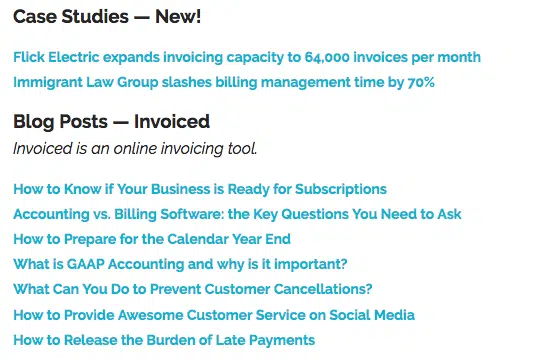 Case Studies — New!
Flick Electric expands invoicing capacity to 64,000 invoices per month
Immigrant Law Group slashes billing management time by 70%
Blog Posts — Invoiced
Invoiced is an online invoicing tool.
How to Know if Your Business is Ready for Subscriptions
Accounting vs. Billing Software: the Key Questions You Need to Ask
How to Prepare for the Calendar Year End
What is GAAP Accounting and why is it important?
What Can You Do to Prevent Customer Cancellations?
How to Provide Awesome Customer Service on Social Media
How to Release the Burden of Late Payments